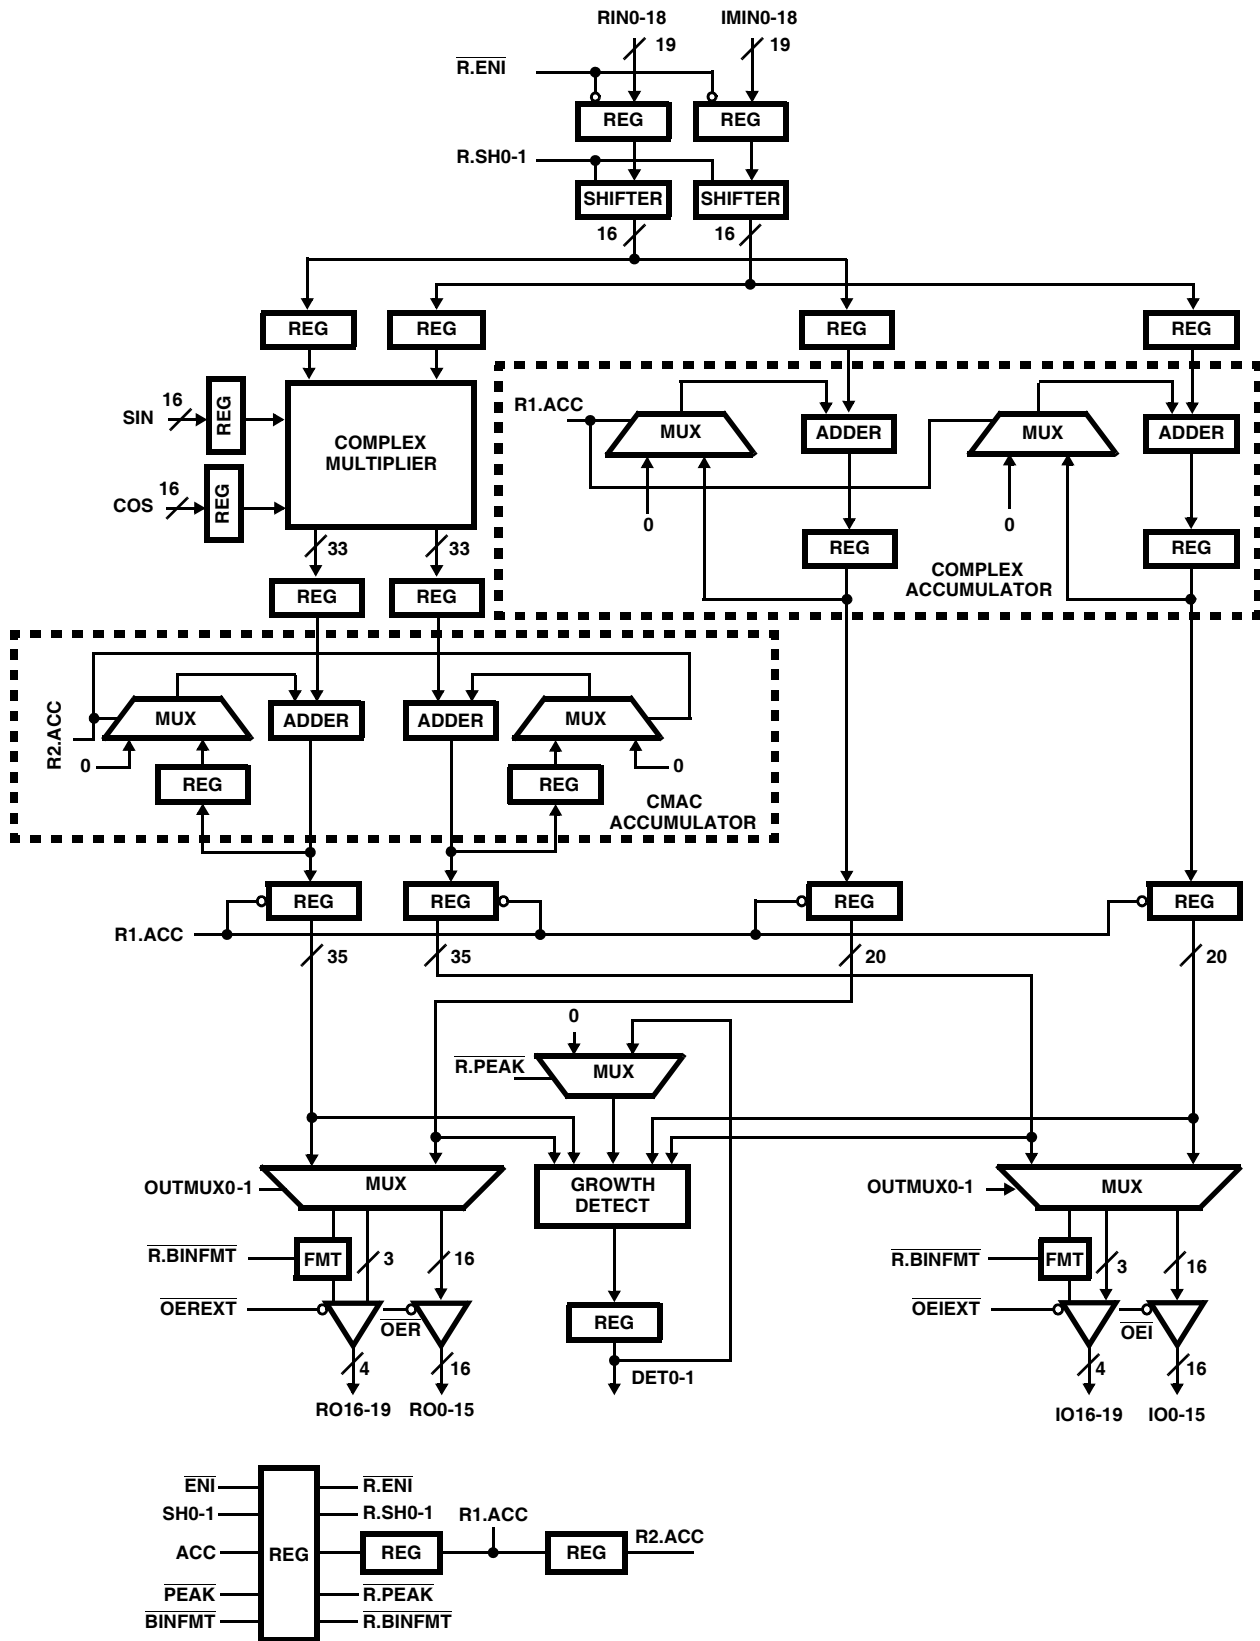 RIN0-18 IMIN0-18
19 19
R.ENI
REG REG
R.SH0-1
SHIFTER SHIFTER
16 16
REG REG REG REG
SIN 16 REG
COMPLEX
MULTIPLIER
COS 16 REG
33 33
REG REG
R1.ACC
MUX ADDER MUX ADDER
0 0
REG REG
COMPLEX
ACCUMULATOR
R2.ACC
MUX ADDER ADDER MUX
0 0
REG REG
CMAC
ACCUMULATOR
REG REG REG REG
R1.ACC
35 35 20 20
0
R.PEAK
MUX
OUTMUX0-1 MUX
GROWTH
DETECT
OUTMUX0-1 MUX
R.BINFMT FMT 3 16
R.BINFMT FMT 3 16
OEREXT OER
REG
OEIEXT OEI
4 16
DET0-1
4 16
RO16-19 RO0-15
IO16-19 IO0-15
ENI R.ENI
SH0-1 R.SH0-1
R1.ACC
ACC REG REG REG R2.ACC
PEAK R.PEAK
BINFMT R.BINFMT